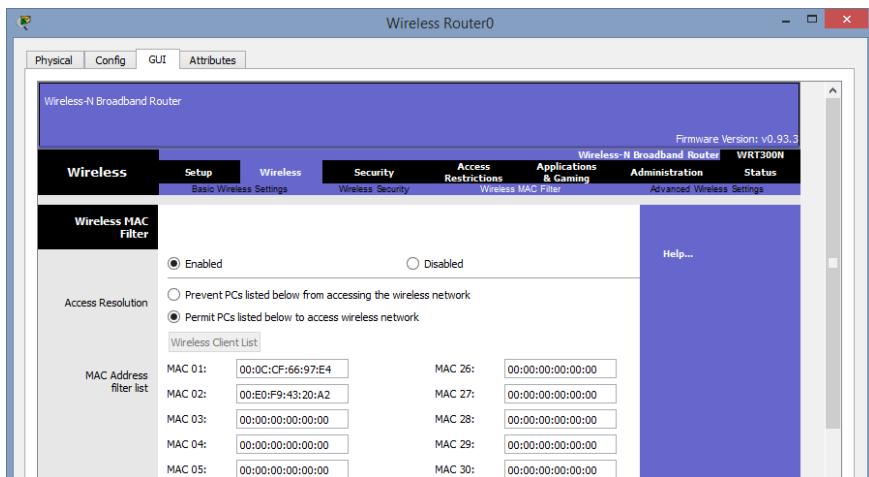 Wireless Router0
Physical Config GUI Attributes
Wireless-N Broadband Router
Firmware Version: v0.93.3
Wireless-N Broadband Router WRT300N
Wireless Setup Wireless Security Access Restrictions Applications & Gaming Administration Status
Basic Wireless Settings Wireless Security Wireless MAC Filter Advanced Wireless Settings
Wireless MAC
Filter
Help...
Enabled Disabled
Access Resolution
Prevent PCs listed below from accessing the wireless network
Permit PCs listed below to access wireless network
Wireless Client List
MAC Address
filter list
MAC 01: 00:0C:CF:66:97:E4 MAC 26: 00:00:00:00:00:00
MAC 02: 00:E0:F9:43:20:A2 MAC 27: 00:00:00:00:00:00
MAC 03: 00:00:00:00:00:00 MAC 28: 00:00:00:00:00:00
MAC 04: 00:00:00:00:00:00 MAC 29: 00:00:00:00:00:00
MAC 05: 00:00:00:00:00:00 MAC 30: 00:00:00:00:00:00